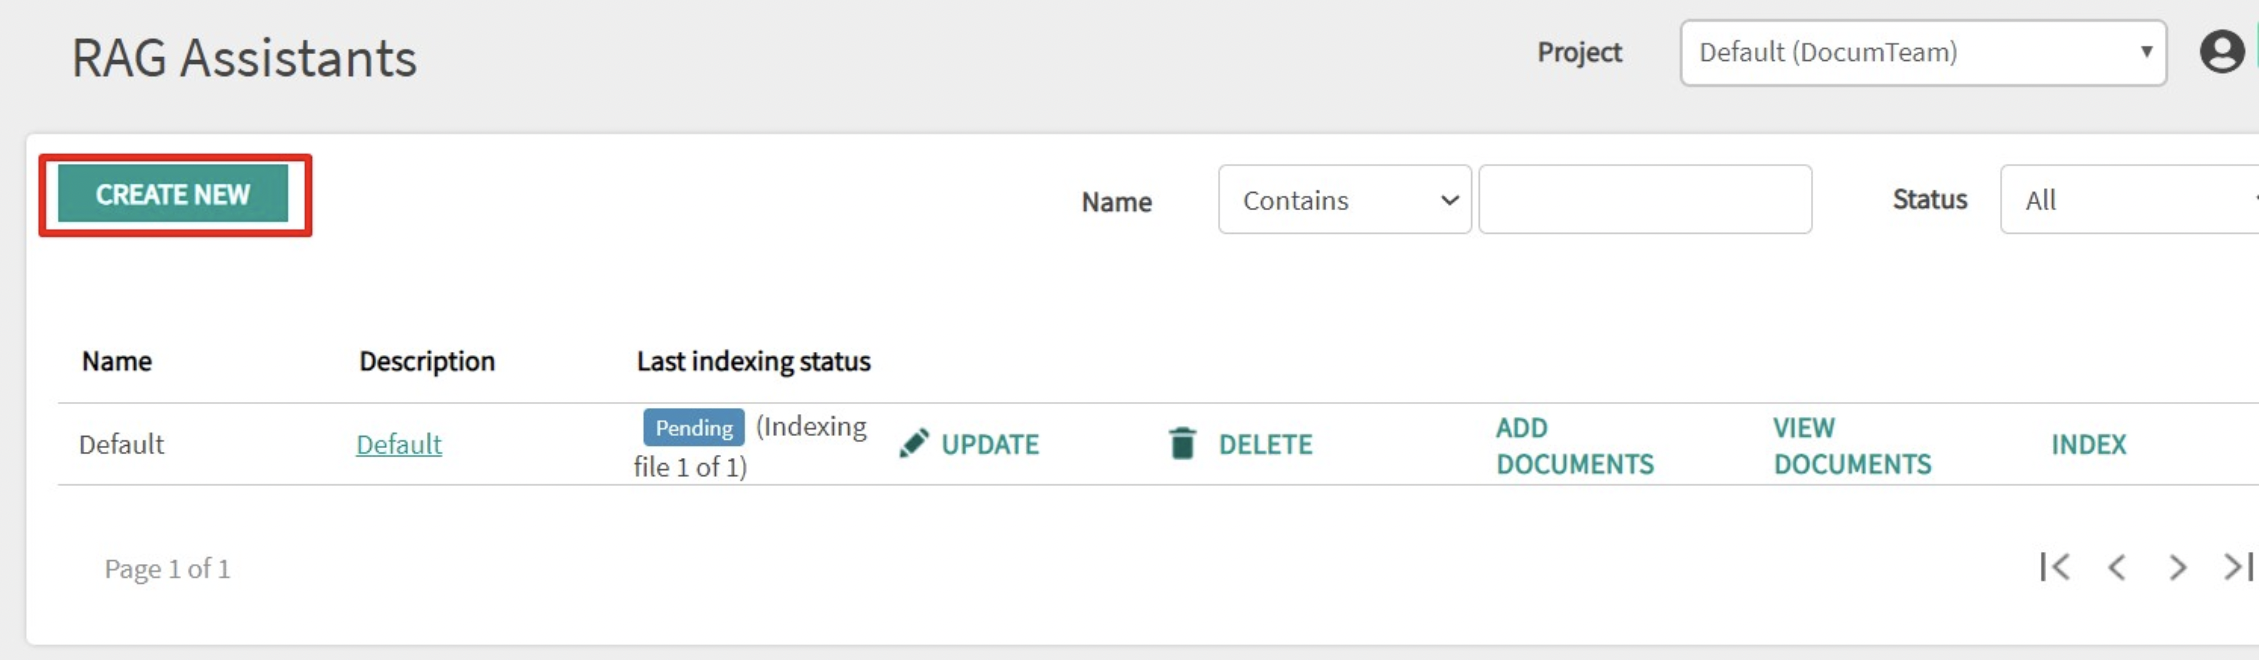 RAG Assistants
Project
Default (DocumTeam)
CREATE NEW
Name
Contains
Status
All
Name Description Last indexing status
Default Default Pending (Indexing
file 1 of 1)
UPDATE
DELETE
ADD
DOCUMENTS
VIEW
DOCUMENTS
INDEX
Page 1 of 1